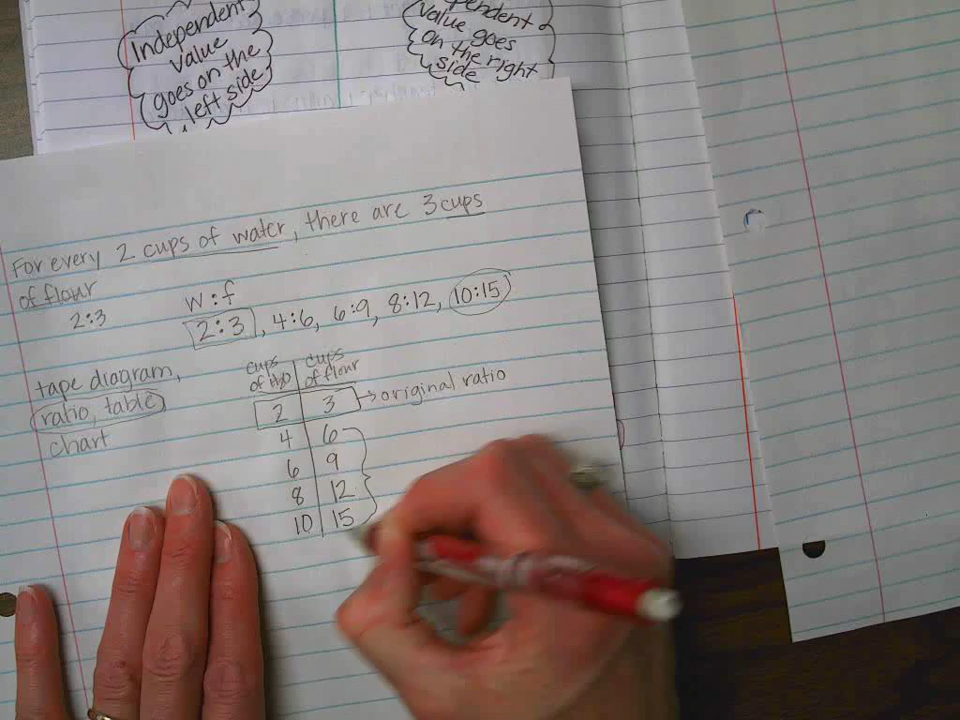 Independent
value
goes on the
left side
value goes
on the right
side
For every 2 cups of water, there are 3 cups
of flour
2:3
w:f
2:3, 4:6, 6:9, 8:12, 10:15
tape diagram,
ratio, table
chart
cups
of H2O
cups
of flour
2 3 → original ratio
4 6
6 9
8 12
10 15